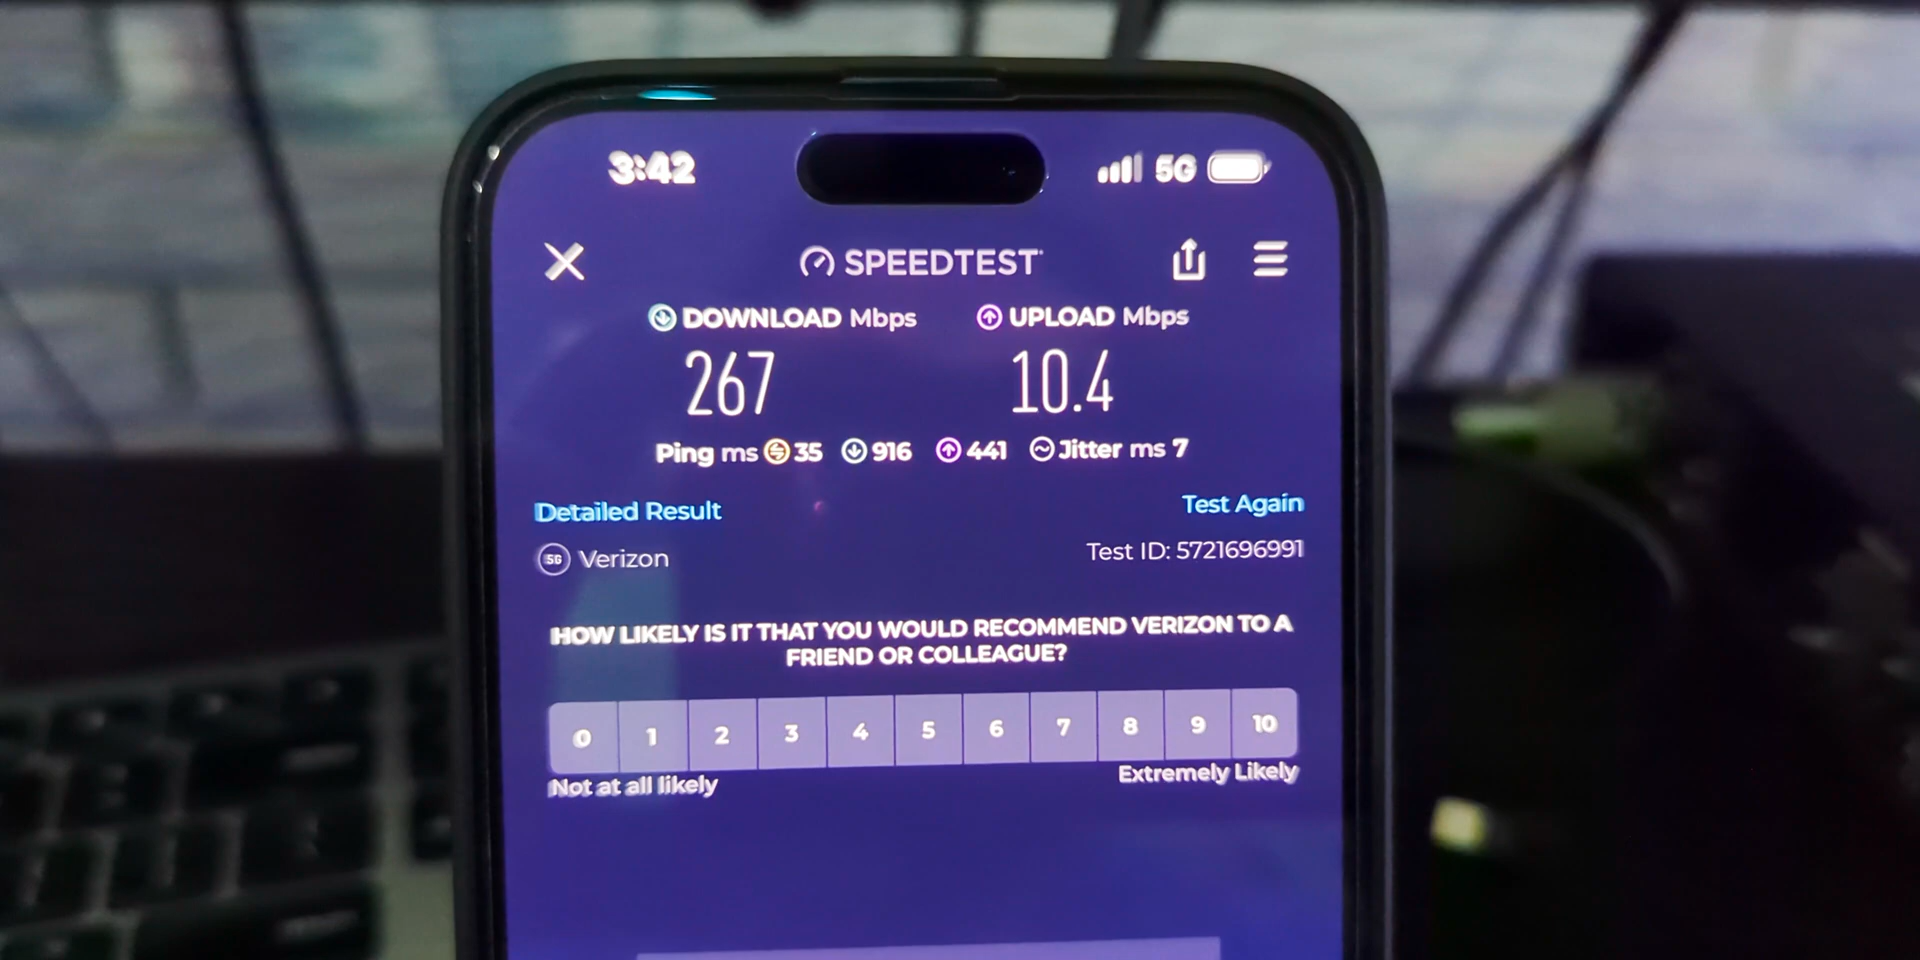 3:42 5G
SPEEDTEST
DOWNLOAD Mbps UPLOAD Mbps
267 10.4
Ping ms 35 916 441 Jitter ms 7
Detailed Result Test Again
5G Verizon Test ID: 5721696991
HOW LIKELY IS IT THAT YOU WOULD RECOMMEND VERIZON TO A
FRIEND OR COLLEAGUE?
0 1 2 3 4 5 6 7 8 9 10
Not at all likely Extremely Likely